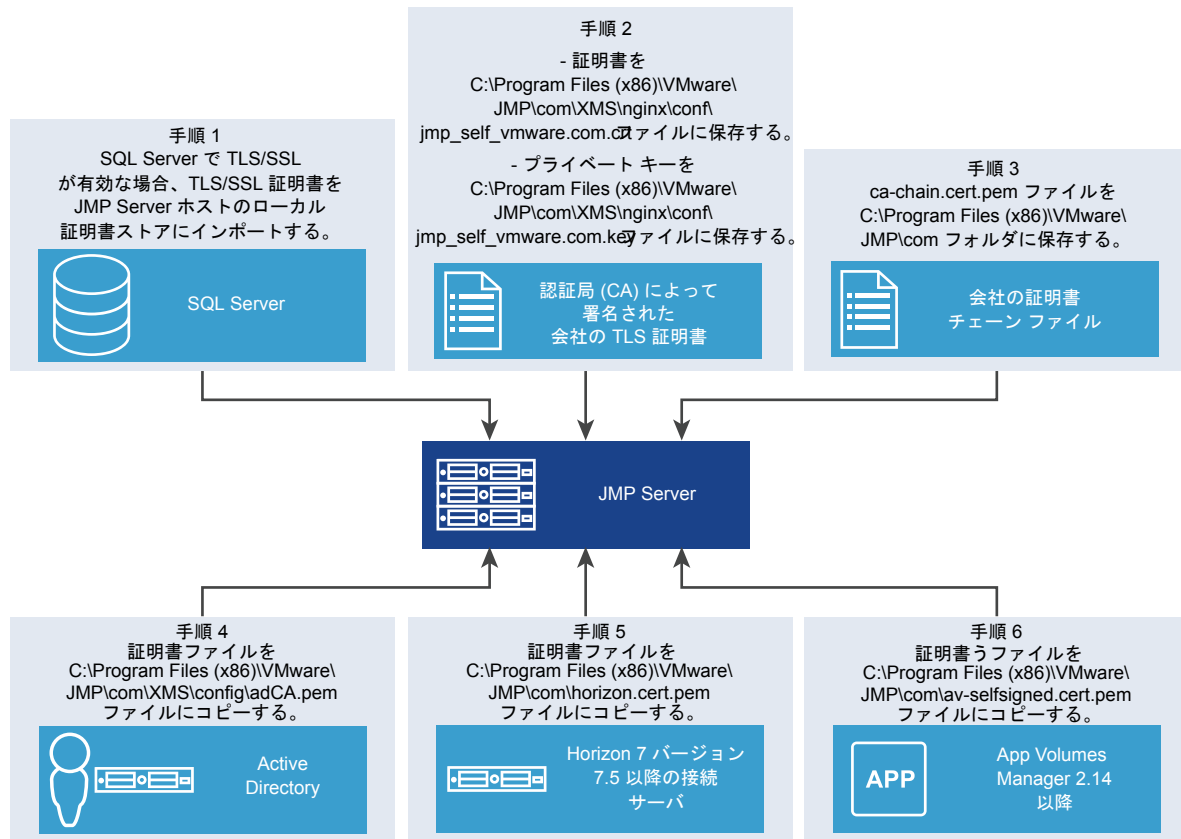 手順 1
SQL Server で TLS/SSL
が有効な場合、TLS/SSL 証明書を
JMP Server ホストのローカル
証明書ストアにインポートする。
SQL Server
手順 2
- 証明書を
C:\Program Files (x86)\VMware\
JMP\com\XMS\nginx\conf\
jmp_self_vmware.com.crt ファイルに保存する。
- プライベート キーを
C:\Program Files (x86)\VMware\
JMP\com\XMS\nginx\conf\
jmp_self_vmware.com.key ファイルに保存する。
認証局 (CA) によって
署名された
会社の TLS 証明書
手順 3
ca-chain.cert.pem ファイルを
C:\Program Files (x86)\VMware\
JMP\com フォルダに保存する。
会社の証明書
チェーン ファイル
JMP Server
手順 4
証明書ファイルを
C:\Program Files (x86)\VMware\
JMP\com\XMS\config\adCA.pem
ファイルにコピーする。
Active
Directory
手順 5
証明書ファイルを
C:\Program Files (x86)\VMware\
JMP\com\horizon.cert.pem
ファイルにコピーする。
Horizon 7 バージョン
7.5 以降の接続
サーバ
手順 6
証明書うファイルを
C:\Program Files (x86)\VMware\
JMP\com\av-selfsigned.cert.pem
ファイルにコピーする。
APP
App Volumes
Manager 2.14
以降